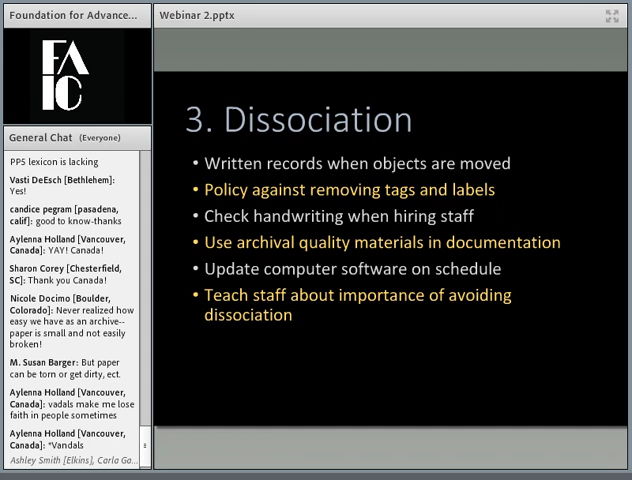 Foundation for Advance...
FA
IC
General Chat (Everyone)
PP5 lexicon is lacking
Vasti DeEsch [Bethlehem]:
Yes!
candice pegram [pasadena,
calif]: good to know-thanks
Aylenna Holland [Vancouver,
Canada]: YAY! Canada!
Sharon Corey [Chesterfield,
SC]: Thank you Canada!
Nicole Docimo [Boulder,
Colorado]: Never realized how
easy we have as an archive--
paper is small and not easily
broken!
M. Susan Barger: But paper
can be torn or get dirty, ect.
Aylenna Holland [Vancouver,
Canada]: vadals make me lose
faith in people sometimes
Aylenna Holland [Vancouver,
Canada]: *Vandals
Ashley Smith [Elkins], Carla Ga...
Webinar 2.pptx
3. Dissociation
• Written records when objects are moved
• Policy against removing tags and labels
• Check handwriting when hiring staff
• Use archival quality materials in documentation
• Update computer software on schedule
• Teach staff about importance of avoiding
dissociation